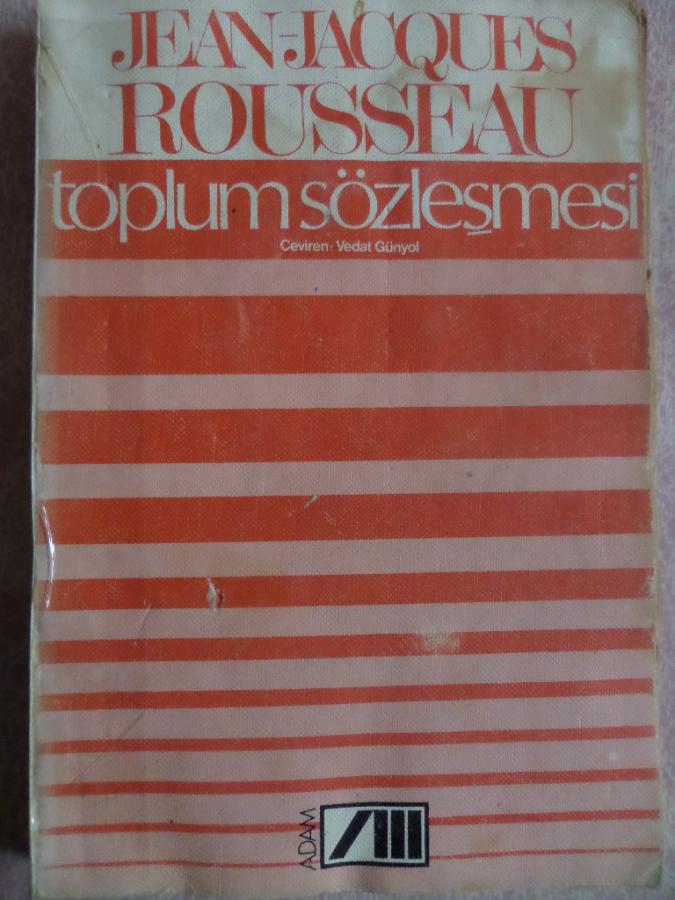 JEAN-JACQUES
ROUSSEAU
toplum sözleşmesi
Çeviren: Vedat Günyol
ADAM